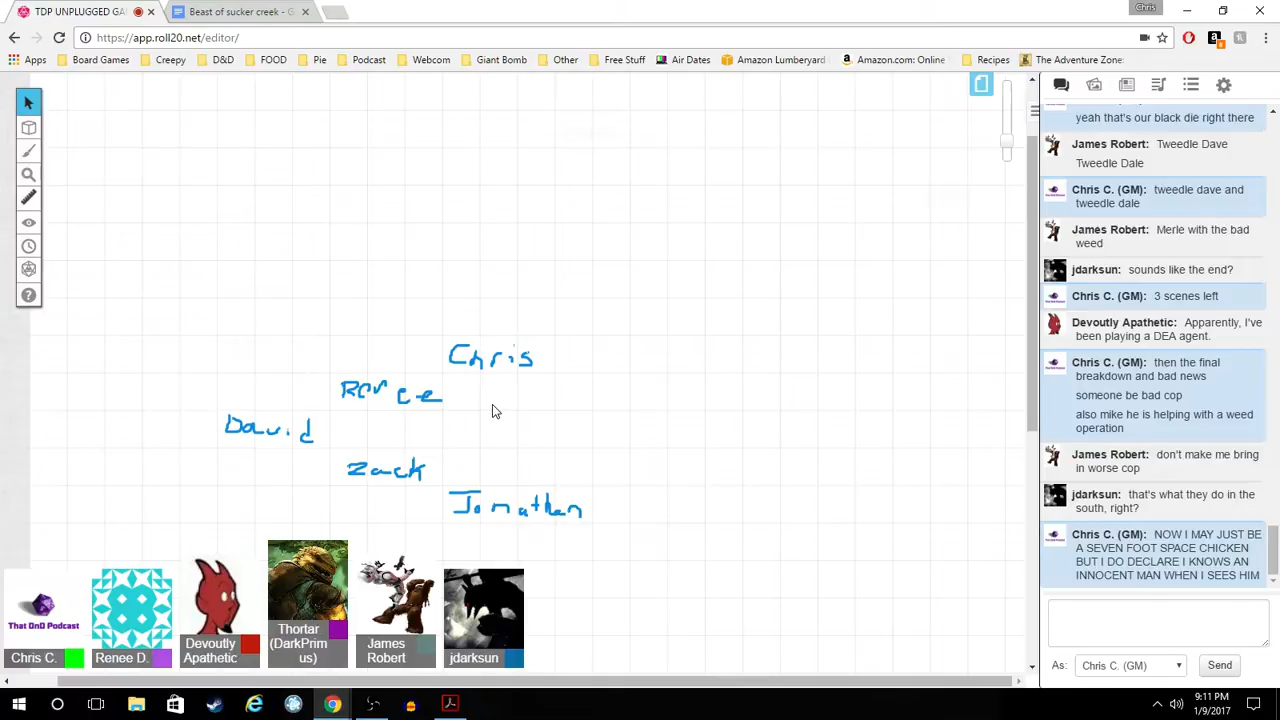 TDP UNPLUGGED GA
Beast of sucker creek - G
Chris
https://app.roll20.net/editor/
Apps
Board Games
Creepy
D&D
FOOD
Pie
Podcast
Webcom
Giant Bomb
Other
Free Stuff
Air Dates
Amazon Lumberyard
Amazon.com: Online
Recipes
The Adventure Zone:
yeah that's our black die right there
James Robert: Tweedle Dave
Tweedle Dale
Chris C. (GM): tweedle dave and
tweedle dale
James Robert: Merle with the bad
weed
jdarksun: sounds like the end?
Chris C. (GM): 3 scenes left
Devoutly Apathetic: Apparently, I've
been playing a DEA agent.
Chris C. (GM): then the final
breakdown and bad news
someone be bad cop
also mike he is helping with a weed
operation
James Robert: don't make me bring
in worse cop
jdarksun: that's what they do in the
south, right?
Chris C. (GM): NOW I MAY JUST BE
A SEVEN FOOT SPACE CHICKEN
BUT I DO DECLARE I KNOWS AN
INNOCENT MAN WHEN I SEES HIM
As: Chris C. (GM)
Send
Chris
David
Zack
Jonathan
That DnD Podcast
Chris C.
Renee D.
Devoutly
Apathetic
Thortar
(DarkPrim
us)
James
Robert
jdarksun
9:11 PM
1/9/2017